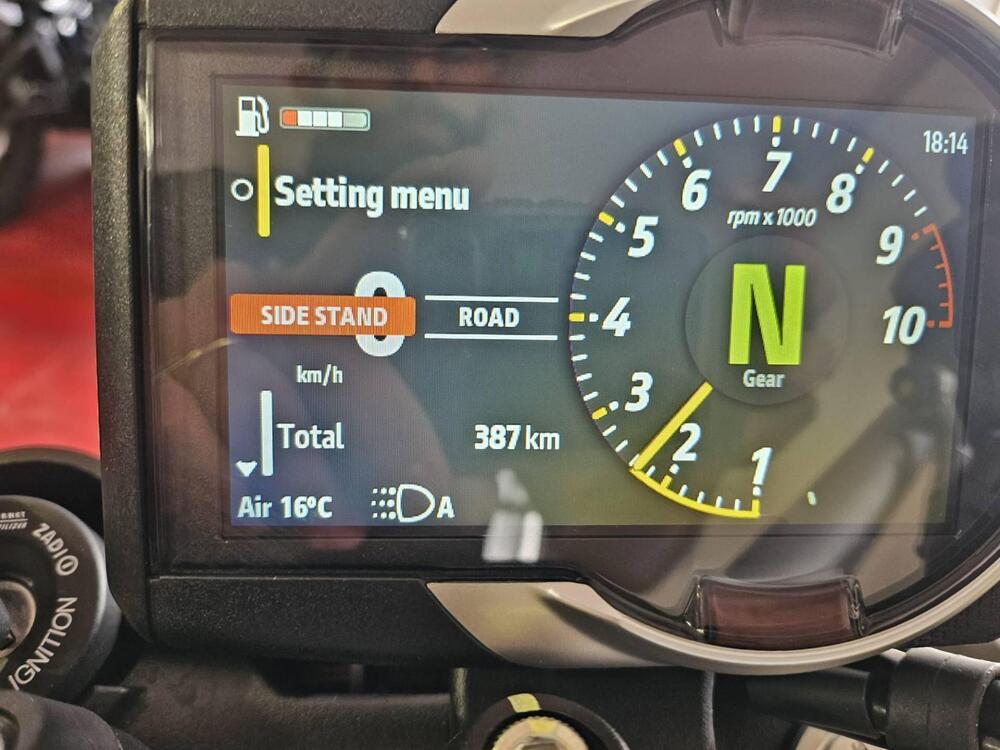 18:14
Setting menu
0
SIDE STAND
ROAD
km/h
Total
387 km
Air 16°C
A
1
2
3
4
5
6
7
8
9
10
rpm x 1000
N
Gear
ZADI
IGNITION